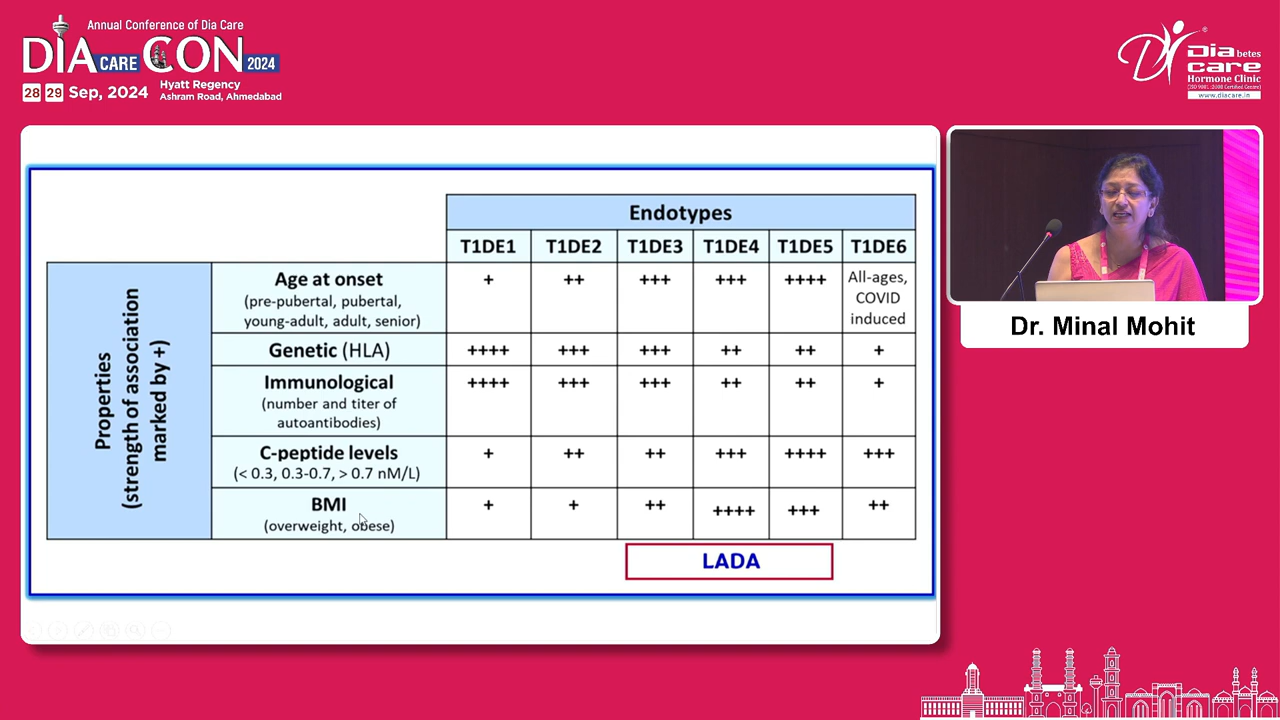 Annual Conference of Dia Care
DIA CARE CON 2024
28 29 Sep, 2024
Hyatt Regency
Ashram Road, Ahmedabad
Diabetes
care
Hormone Clinic
(ISO 9001:2008 Certified Centre)
www.diacare.in
Endotypes
T1DE1 T1DE2 T1DE3 T1DE4 T1DE5 T1DE6
Properties
(strength of association
marked by +)
Age at onset + ++ +++ +++ ++++ All-ages,
(pre-pubertal, pubertal, COVID
young-adult, adult, senior) induced
Genetic (HLA) ++++ +++ +++ ++ ++ +
Immunological ++++ +++ +++ ++ ++ +
(number and titer of
autoantibodies)
C-peptide levels + ++ ++ +++ ++++ +++
(< 0.3, 0.3-0.7, > 0.7 nM/L)
BMI + + ++ ++++ +++ ++
(overweight, obese)
LADA
Dr. Minal Mohit